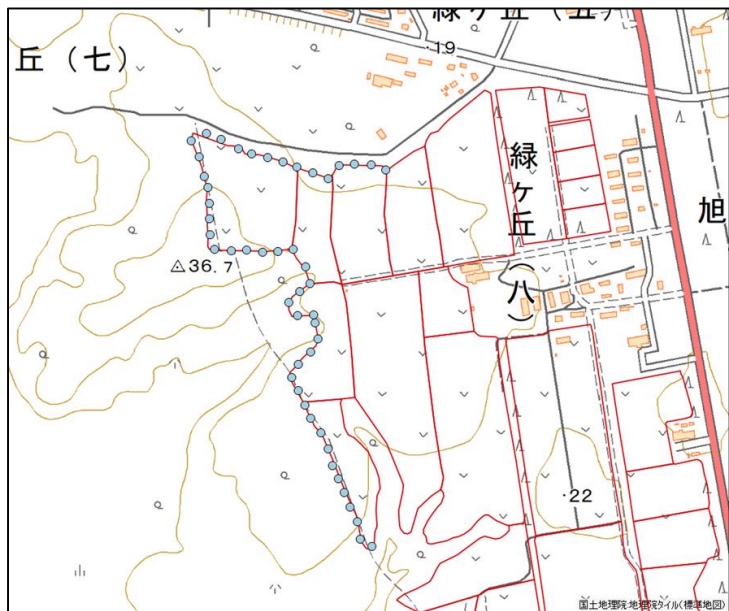 緑ヶ丘（五）
丘（七）
·19
緑ヶ丘（八）
旭
36.7
·22
国土地理院 地理院タイル(標準地図)